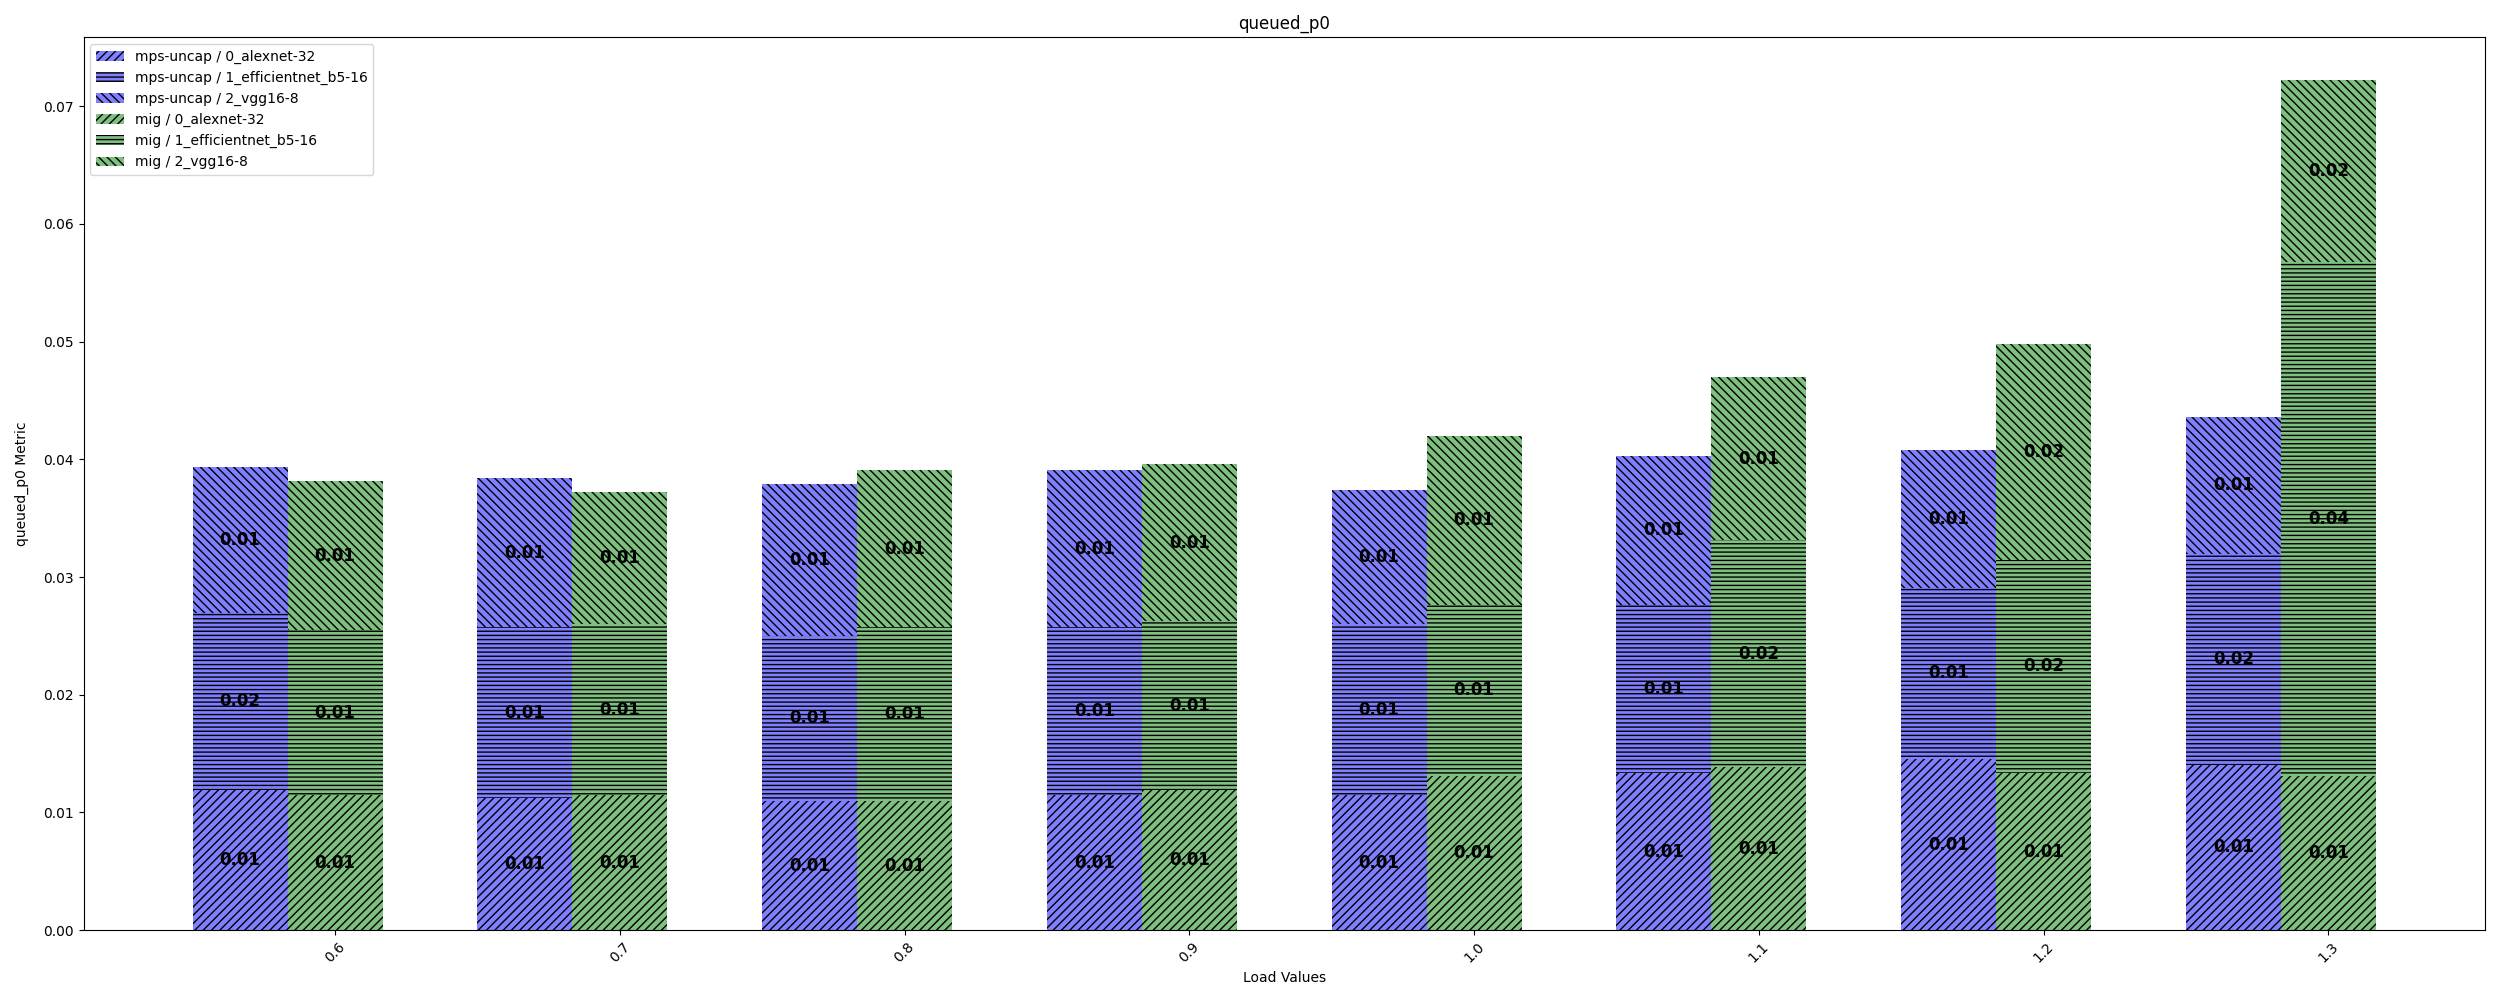 queued_p0
mps-uncap / 0_alexnet-32
mps-uncap / 1_efficientnet_b5-16
mps-uncap / 2_vgg16-8
mig / 0_alexnet-32
mig / 1_efficientnet_b5-16
mig / 2_vgg16-8
queued_p0 Metric
0.07
0.06
0.05
0.04
0.03
0.02
0.01
0.00
0.01 0.01 0.01 0.01 0.01 0.01 0.01 0.01 0.01 0.01 0.01 0.01 0.01 0.02 0.01 0.02
0.02 0.01 0.01 0.01 0.01 0.01 0.01 0.01 0.01 0.01 0.01 0.02 0.01 0.02 0.02 0.04
0.01 0.01 0.01 0.01 0.01 0.01 0.01 0.01 0.01 0.01 0.01 0.01 0.01 0.01 0.01 0.01
0.6 0.7 0.8 0.9 1.0 1.1 1.2 1.3
Load Values